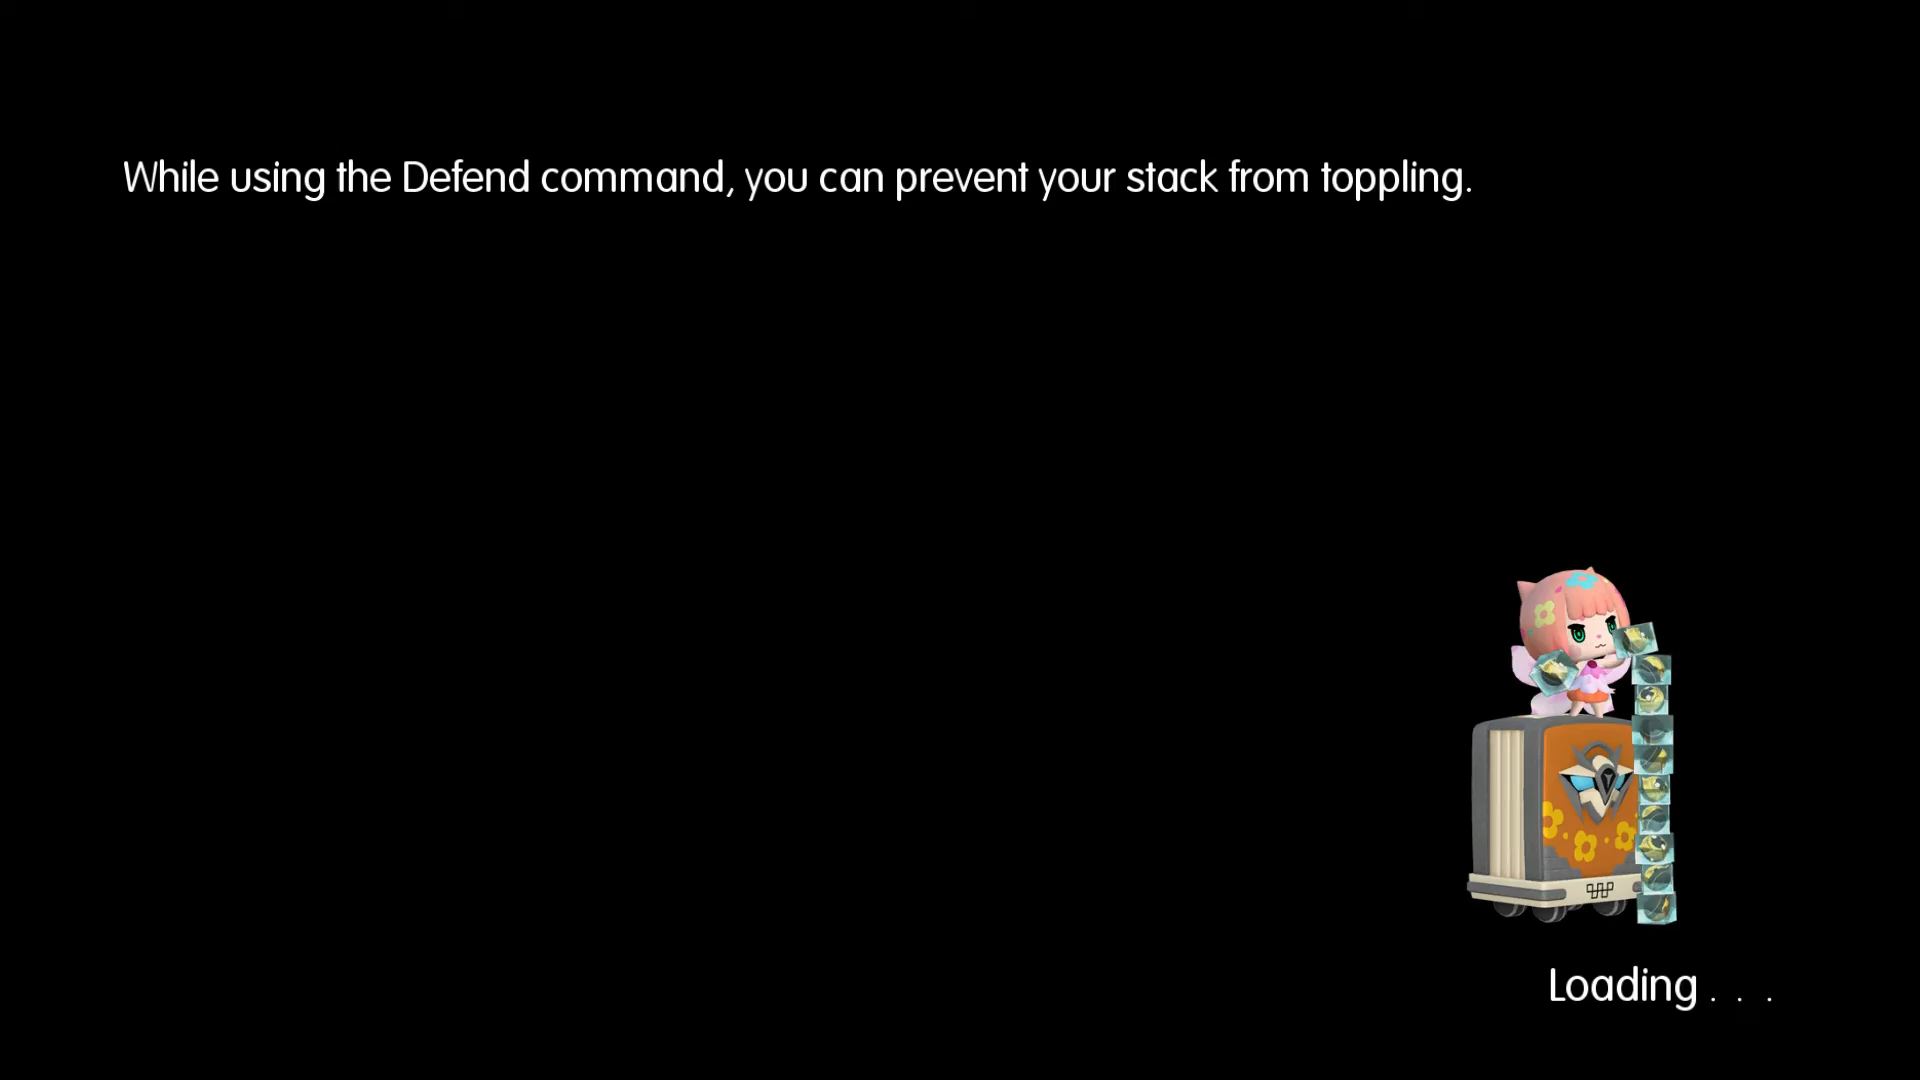 While using the Defend command, you can prevent your stack from toppling.
Loading . . .